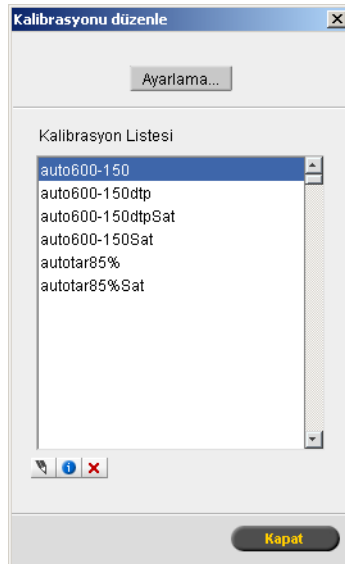 Kalibrasyonu düzenle
Ayarlama...
Kalibrasyon Listesi
auto600-150
auto600-150dtp
auto600-150dtpSat
auto600-150Sat
autotar85%
autotar85%Sat
Kapat